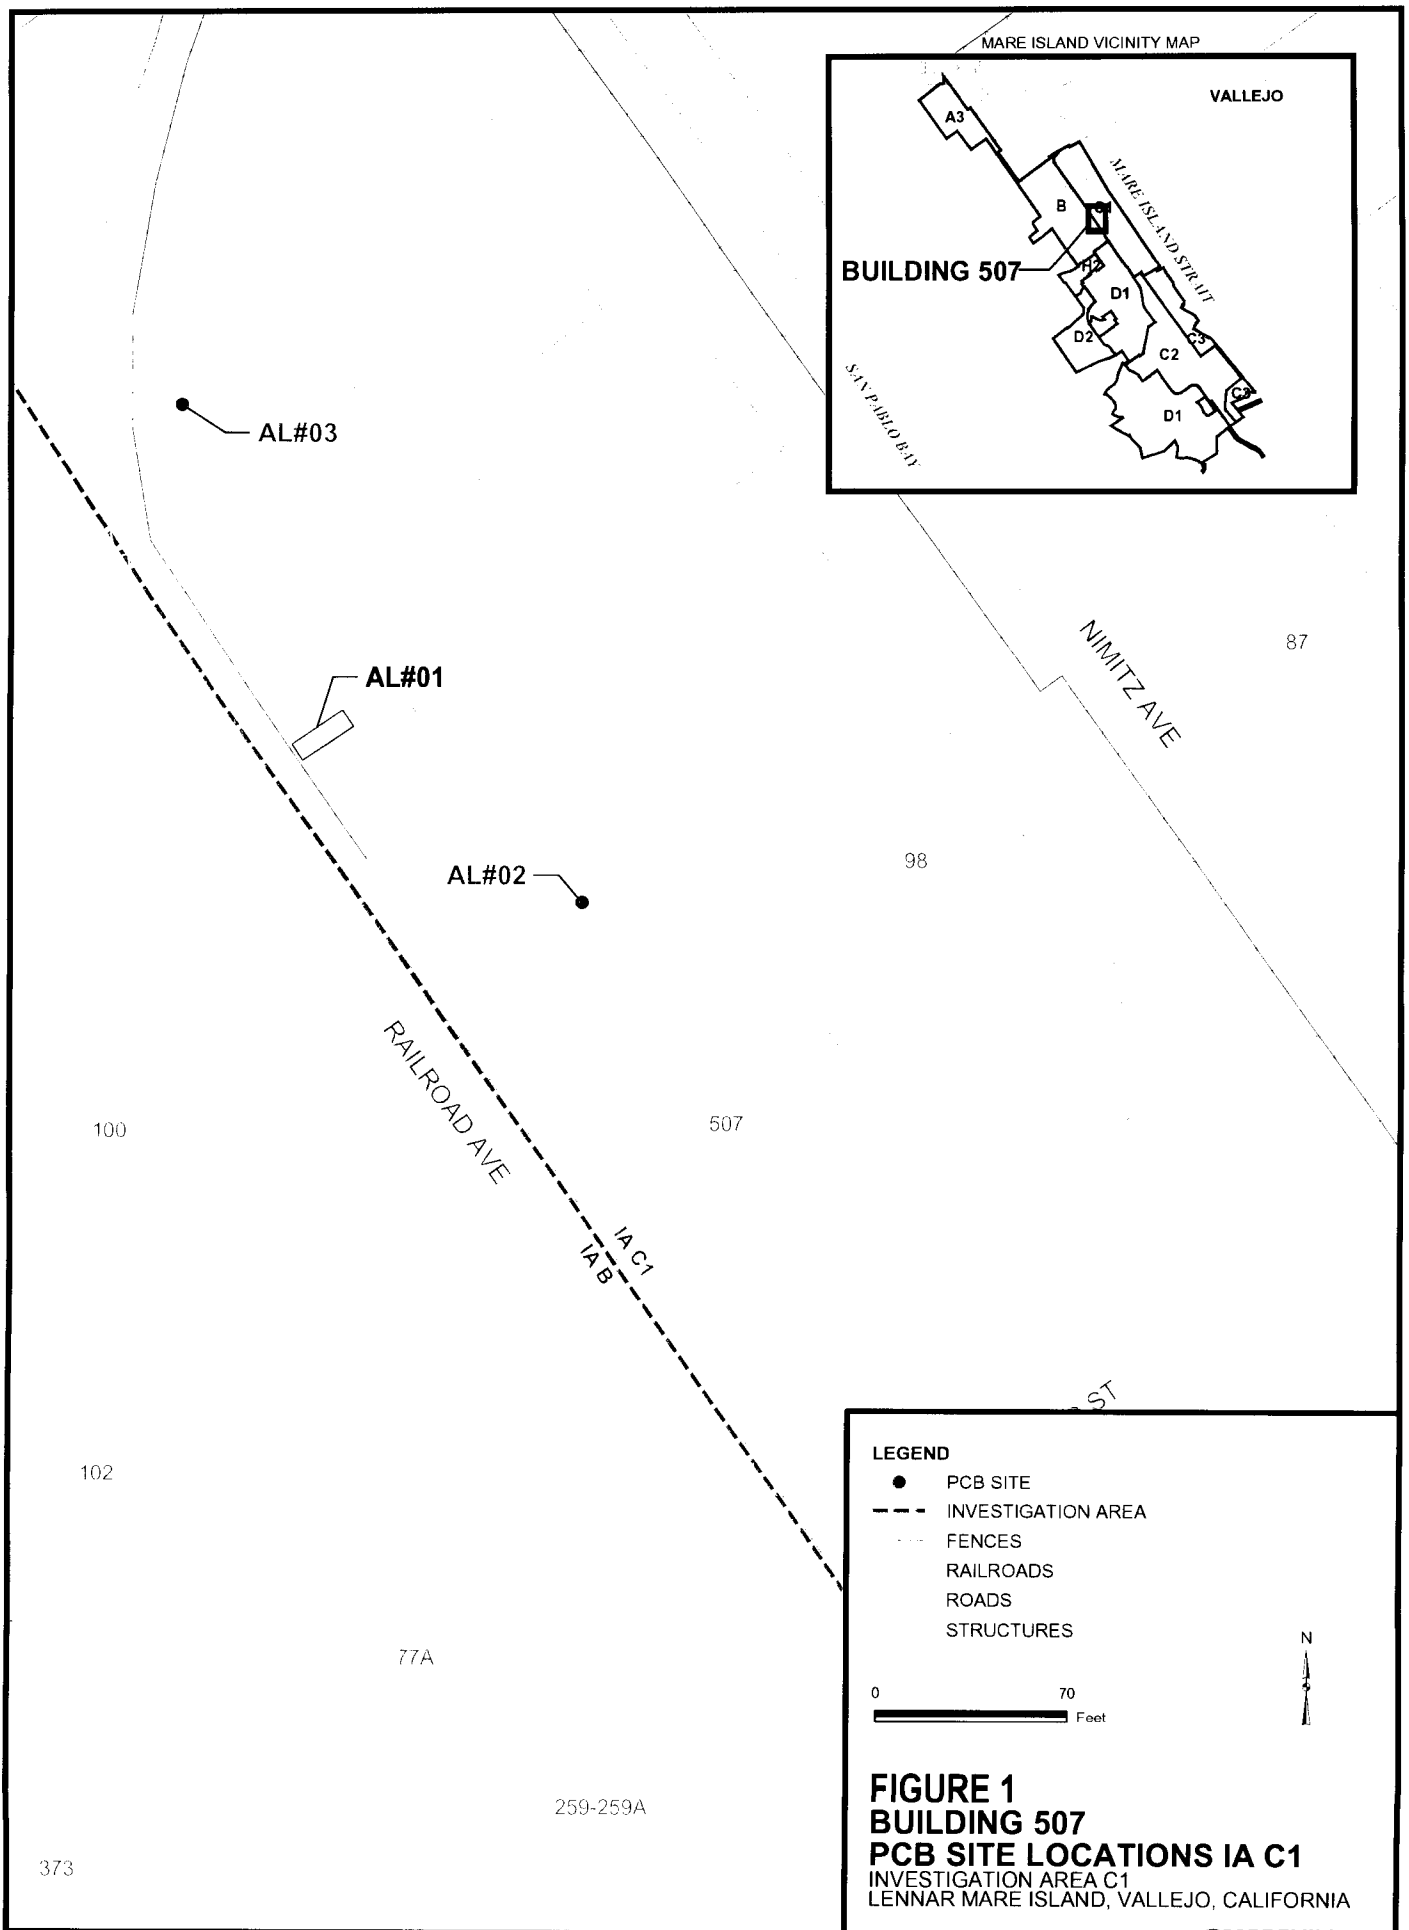 MARE ISLAND VICINITY MAP
VALLEJO
A3
MARE ISLAND STRAIT
B
BUILDING 507
H2
D1
D2
C3
C2
SAN PABLO BAY
C3
D1
AL#03
NIMITZ AVE
87
AL#01
98
AL#02
RAILROAD AVE
100
507
IA C1
IA B
ST
102
77A
259-259A
373
LEGEND
PCB SITE
INVESTIGATION AREA
FENCES
RAILROADS
ROADS
STRUCTURES
N
0 70
Feet
FIGURE 1
BUILDING 507
PCB SITE LOCATIONS IA C1
INVESTIGATION AREA C1
LENNAR MARE ISLAND, VALLEJO, CALIFORNIA